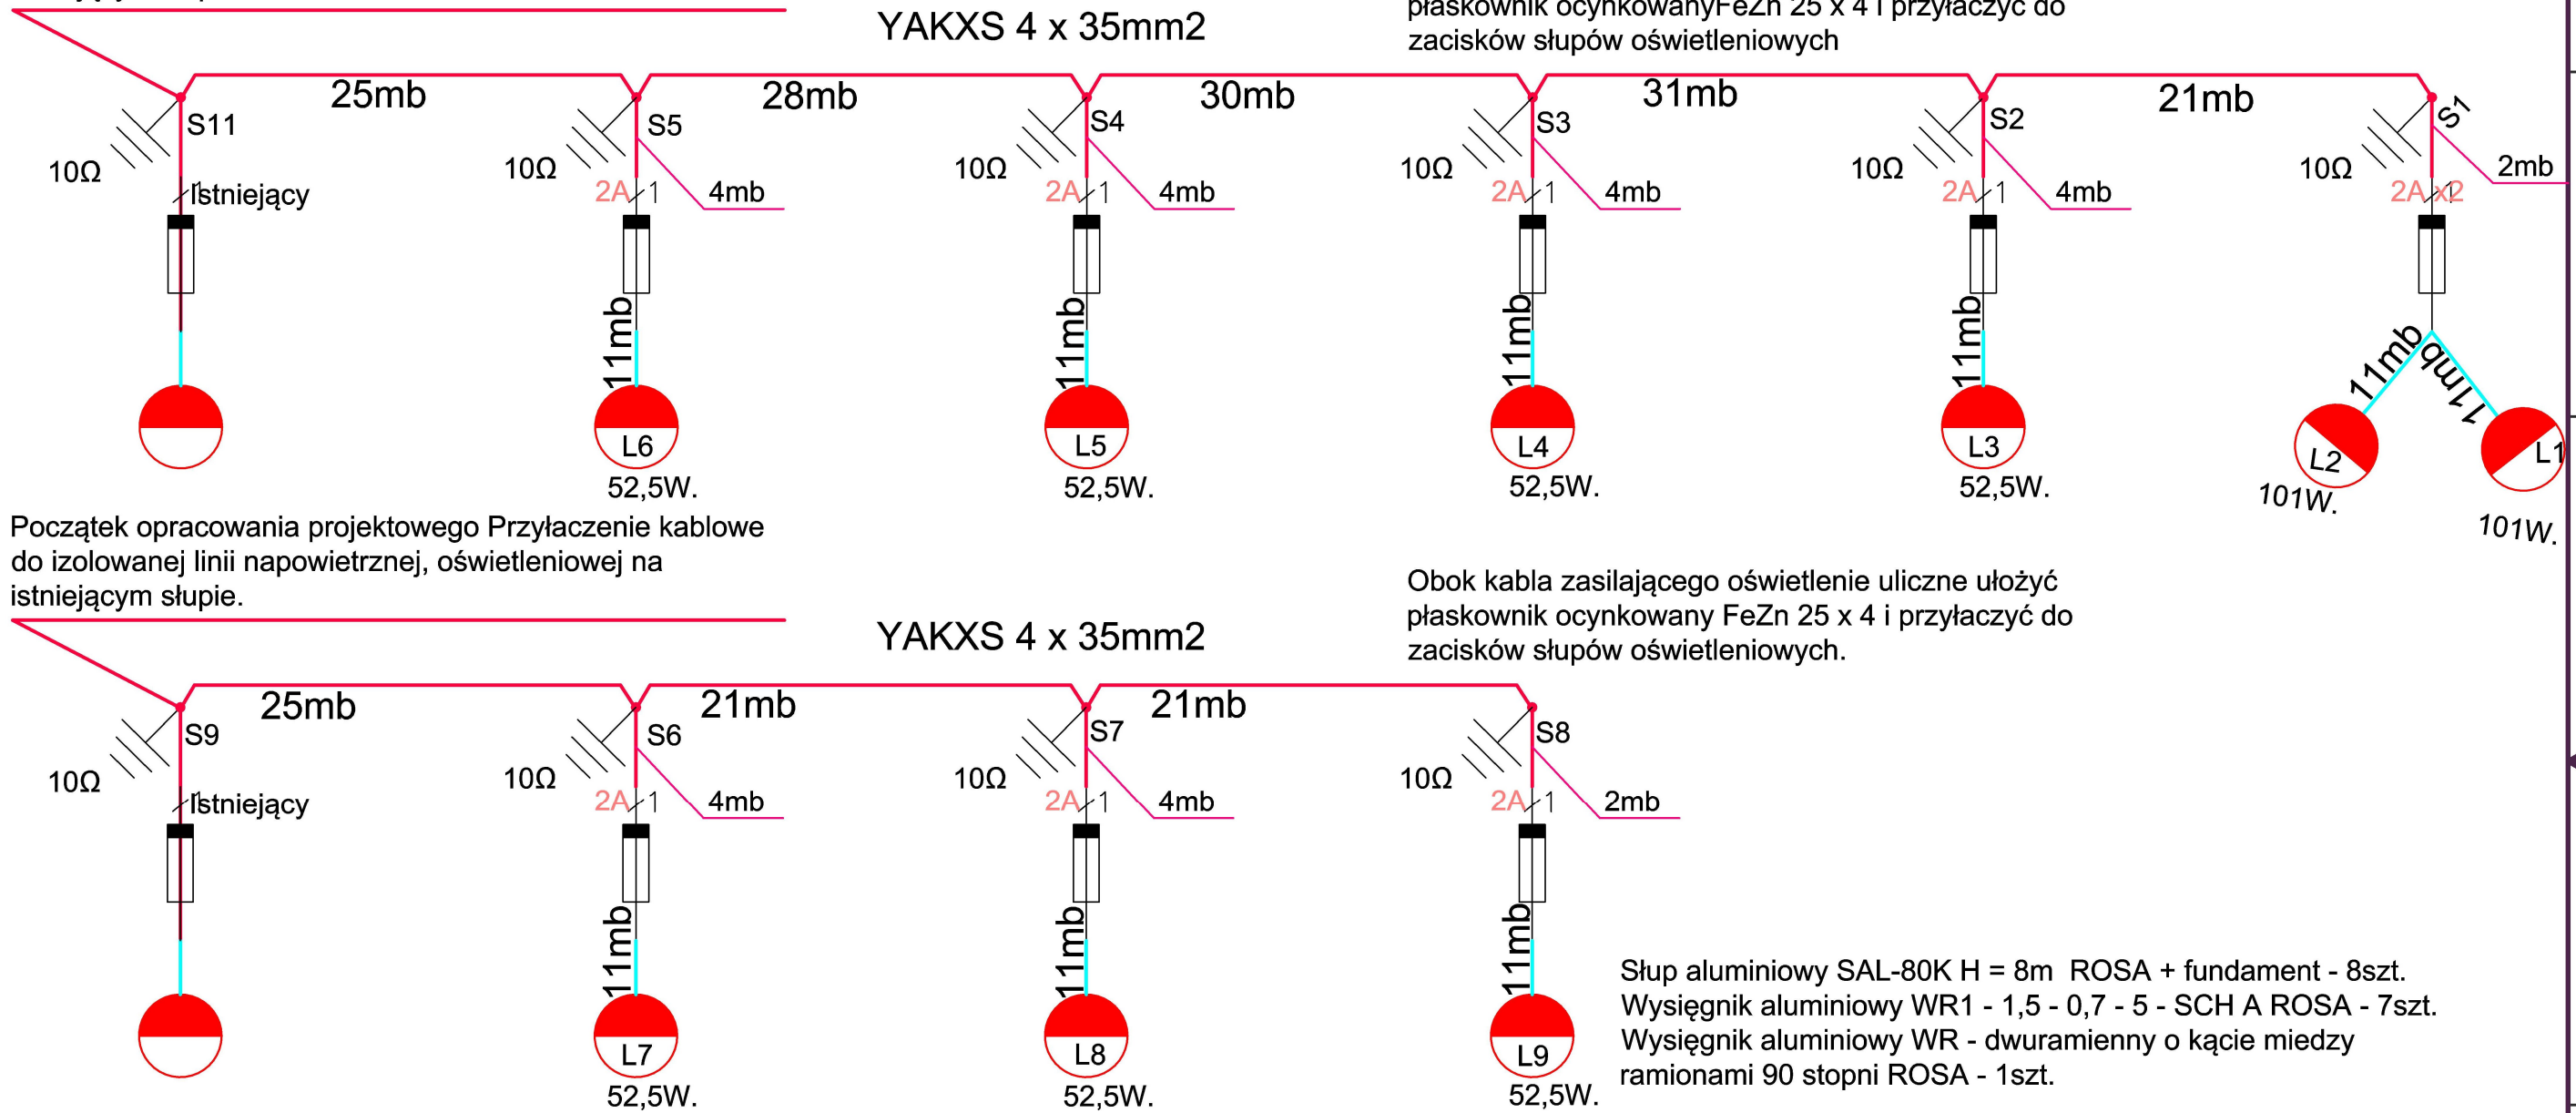 YAKXS 4 x 35mm2
płaskownik ocynkowanyFeZn 25 x 4 i przyłaczyć do
zacisków słupów oświetleniowych
25mb
28mb
30mb
31mb
21mb
S11
S5
S4
S3
S2
S1
10Ω
10Ω
10Ω
10Ω
10Ω
10Ω
Istniejący
2A 1
4mb
2A 1
4mb
2A 1
4mb
2A 1
4mb
2A x2 1
2mb
11mb
11mb
11mb
11mb
11mb
11mb
L6
L5
L4
L3
L2
L1
52,5W.
52,5W.
52,5W.
52,5W.
101W.
101W.
Początek opracowania projektowego Przyłaczenie kablowe
do izolowanej linii napowietrznej, oświetleniowej na
istniejącym słupie.
Obok kabla zasilającego oświetlenie uliczne ułożyć
płaskownik ocynkowany FeZn 25 x 4 i przyłaczyć do
zacisków słupów oświetleniowych.
YAKXS 4 x 35mm2
25mb
21mb
21mb
S9
S6
S7
S8
10Ω
10Ω
10Ω
10Ω
Istniejący
2A 1
4mb
2A 1
4mb
2A 1
2mb
11mb
11mb
11mb
L7
L8
L9
52,5W.
52,5W.
52,5W.
Słup aluminiowy SAL-80K H = 8m ROSA + fundament - 8szt.
Wysięgnik aluminiowy WR1 - 1,5 - 0,7 - 5 - SCH A ROSA - 7szt.
Wysięgnik aluminiowy WR - dwuramienny o kącie miedzy
ramionami 90 stopni ROSA - 1szt.